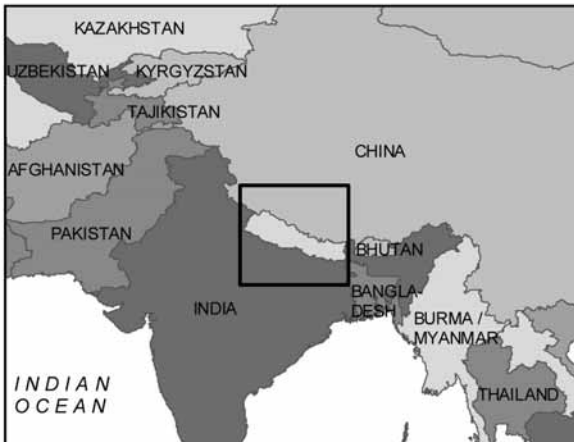 KAZAKHSTAN
UZBEKISTAN
KYRGYZSTAN
TAJIKISTAN
CHINA
AFGHANISTAN
PAKISTAN
BHUTAN
BANGLA-
DESH
INDIA
BURMA /
MYANMAR
INDIAN
OCEAN
THAILAND